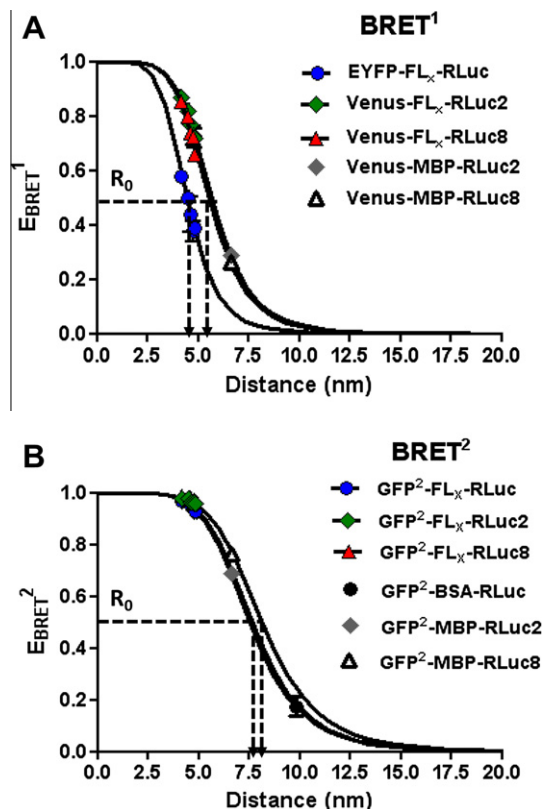 A
BRET¹
EYFP-FLₓ-RLuc
Venus-FLₓ-RLuc2
Venus-FLₓ-RLuc8
Venus-MBP-RLuc2
Venus-MBP-RLuc8
R₀
E_BRET¹
1.0
0.8
0.6
0.4
0.2
0.0
0.0 2.5 5.0 7.5 10.0 12.5 15.0 17.5 20.0
Distance (nm)
B
BRET²
GFP²-FLₓ-RLuc
GFP²-FLₓ-RLuc2
GFP²-FLₓ-RLuc8
GFP²-BSA-RLuc
GFP²-MBP-RLuc2
GFP²-MBP-RLuc8
R₀
E_BRET²
1.0
0.8
0.6
0.4
0.2
0.0
0.0 2.5 5.0 7.5 10.0 12.5 15.0 17.5 20.0
Distance (nm)